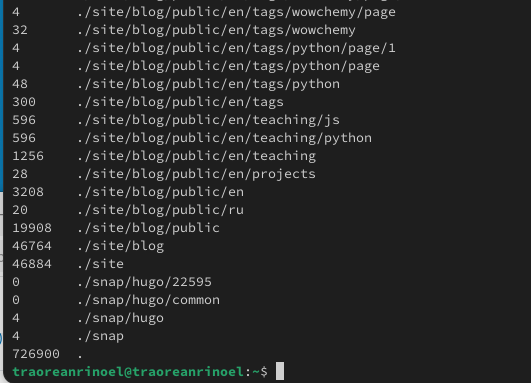 4 ./site/blog/public/en/tags/wowchemy/page
32 ./site/blog/public/en/tags/wowchemy
4 ./site/blog/public/en/tags/python/page/1
4 ./site/blog/public/en/tags/python/page
48 ./site/blog/public/en/tags/python
300 ./site/blog/public/en/tags
596 ./site/blog/public/en/teaching/js
596 ./site/blog/public/en/teaching/python
1256 ./site/blog/public/en/teaching
28 ./site/blog/public/en/projects
3208 ./site/blog/public/en
20 ./site/blog/public/ru
19908 ./site/blog/public
46764 ./site/blog
46884 ./site
0 ./snap/hugo/22595
0 ./snap/hugo/common
4 ./snap/hugo
4 ./snap
726900 .
traoreanrinoel@traoreanrinoel:~$